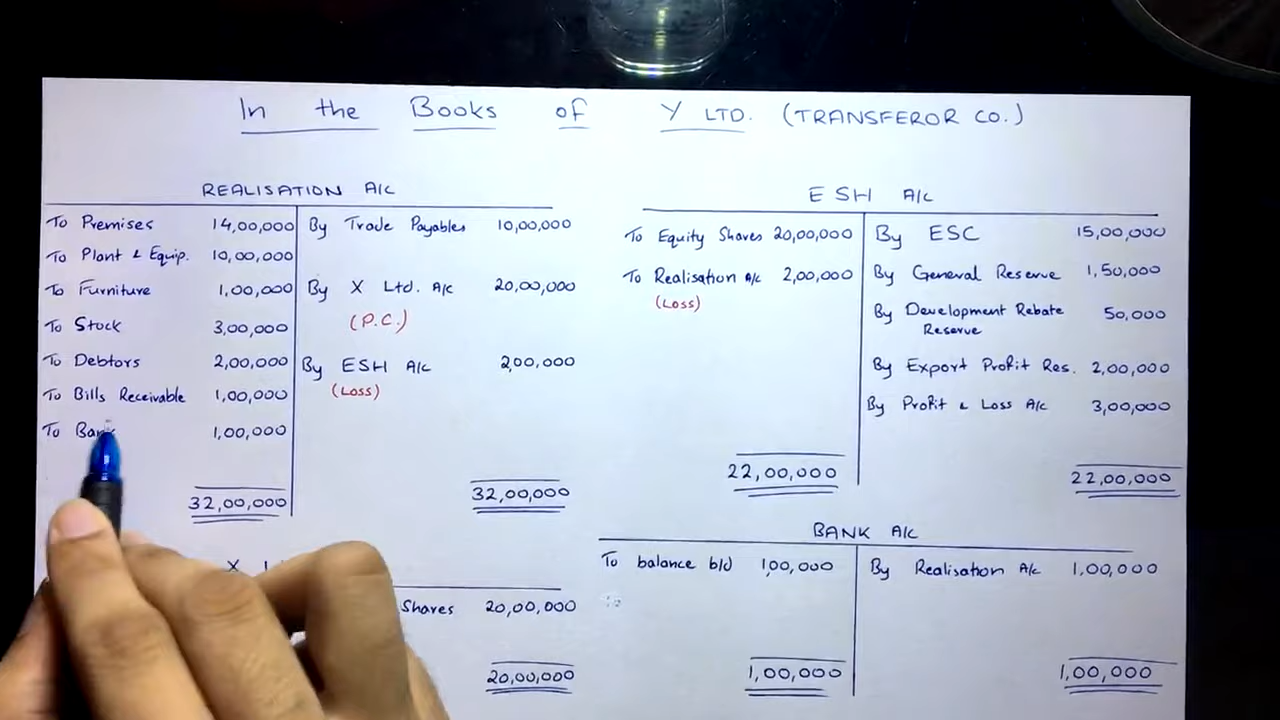 In the Books of Y LTD. (TRANSFEROR CO.)
REALISATION A/C
To Premises 14,00,000 By Trade Payables 10,00,000
To Plant & Equip. 10,00,000
To Furniture 1,00,000 By X Ltd. A/c 20,00,000
(P.C.)
To Stock 3,00,000
To Debtors 2,00,000 By ESH A/c 2,00,000
(Loss)
To Bills Receivable 1,00,000
To Bank 1,00,000
32,00,000 32,00,000
ESH A/C
To Equity Shares 20,00,000 By ESC 15,00,000
To Realisation A/c 2,00,000 By General Reserve 1,50,000
(Loss)
By Development Rebate
Reserve 50,000
By Export Profit Res. 2,00,000
By Profit & Loss A/c 3,00,000
22,00,000 22,00,000
X
Shares 20,00,000
20,00,000
BANK A/C
To balance b/d 1,00,000 By Realisation A/c 1,00,000
1,00,000 1,00,000